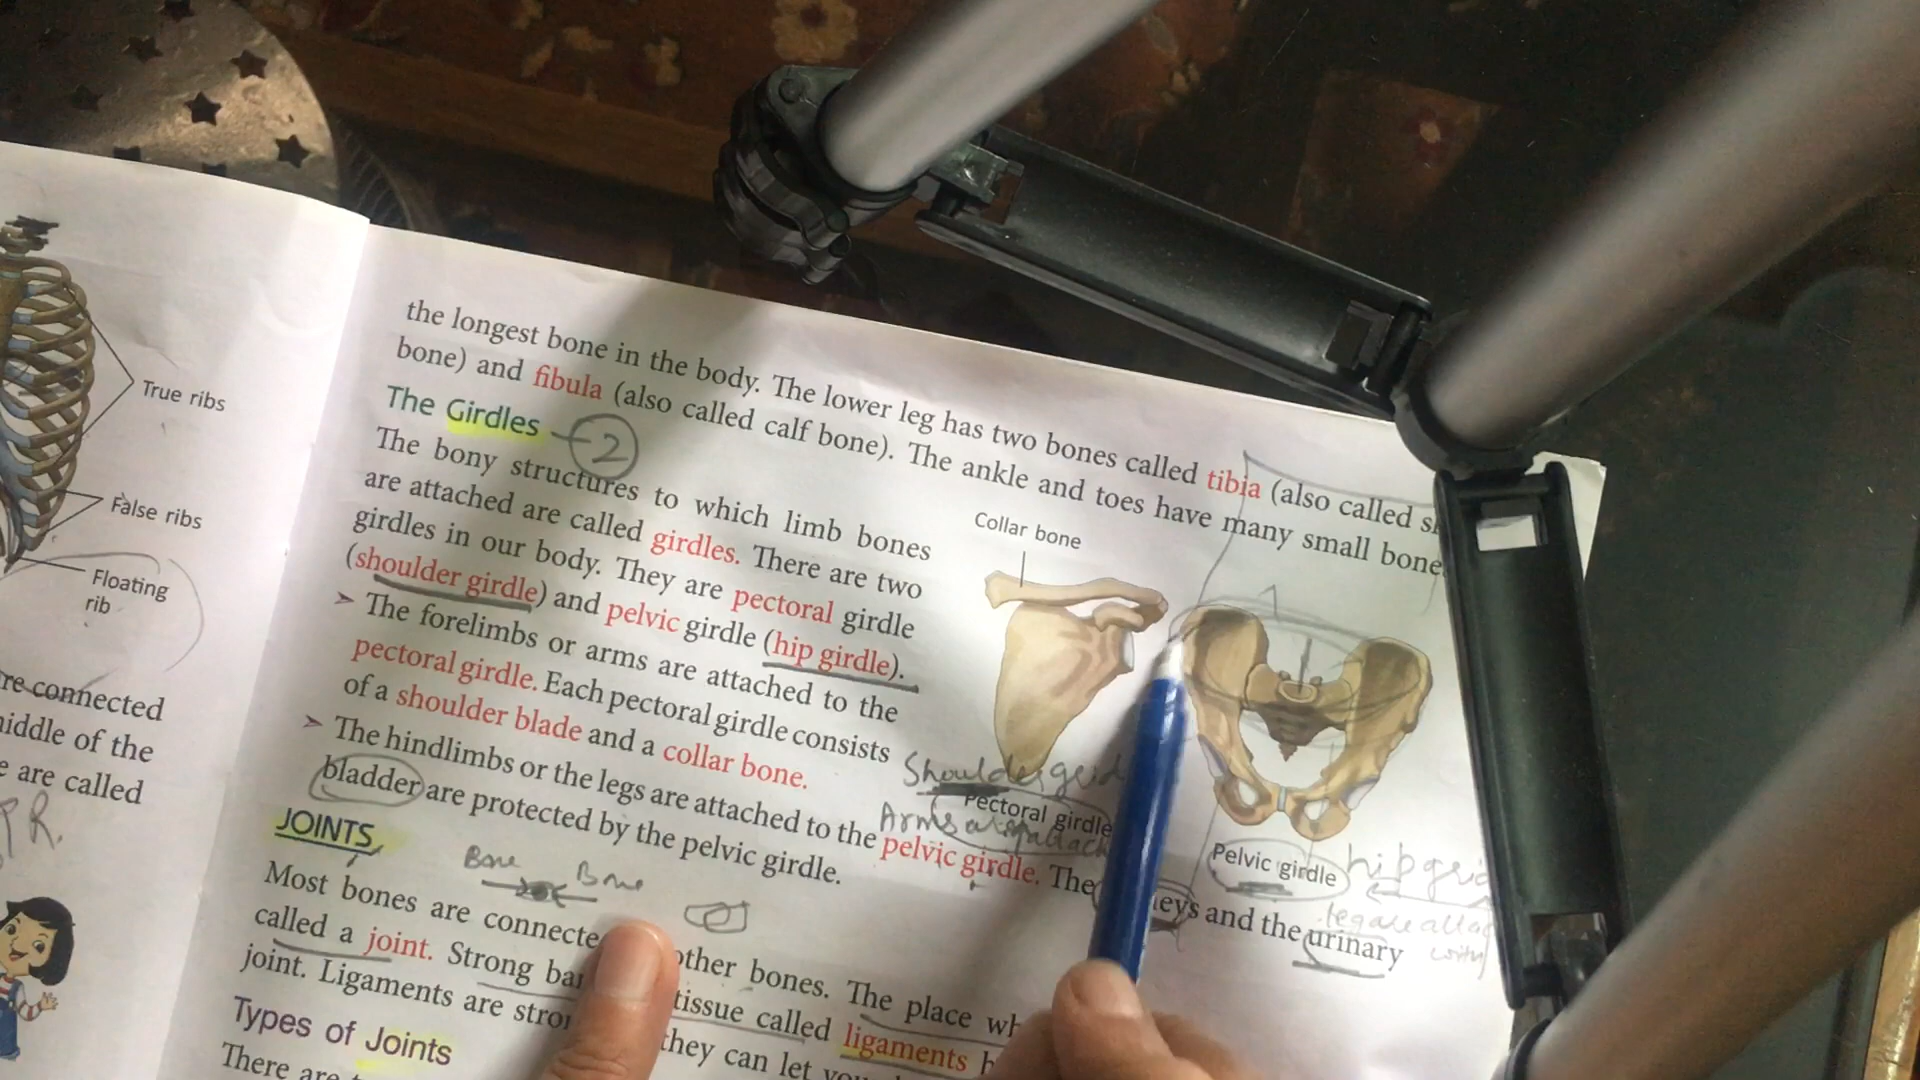 True ribs
False ribs
Floating
rib
re connected
middle of the
e are called
the longest bone in the body. The lower leg has two bones called tibia (also called
bone) and fibula (also called calf bone). The ankle and toes have many small
The Girdles - 2
The bony structures to which limb bones
are attached are called girdles. There are two
girdles in our body. They are pectoral girdle
(shoulder girdle) and pelvic girdle (hip girdle).
➤ The forelimbs or arms are attached to the
pectoral girdle. Each pectoral girdle consists
of a shoulder blade and a collar bone.
➤ The hindlimbs or the legs are attached to the pelvic girdle. The and the urinary
bladder are protected by the pelvic girdle.
Collar bone
Shoulder
Pectoral girdle
Arms
Pelvic girdle
hip
JOINTS
Bone Bone
Most bones are other bones. The place
called a joint. Strong tissue called ligaments
joint. Ligaments are they can let
Types of Joints
There are